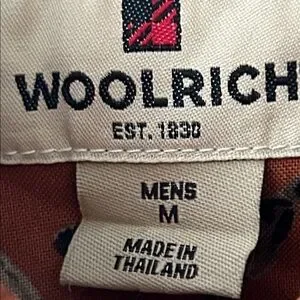 WOOLRICH
EST. 1830
MENS
M
MADE IN
THAILAND